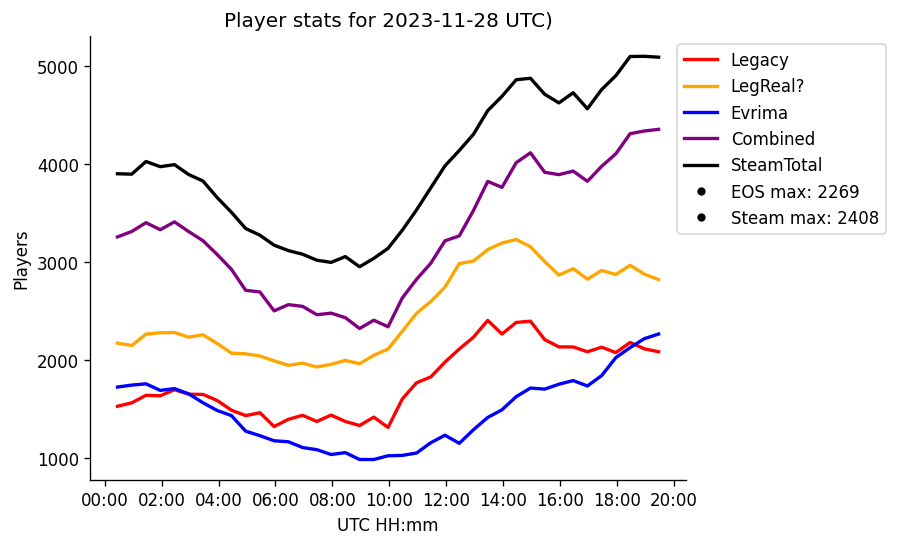 Player stats for 2023-11-28 UTC)
Players
5000
4000
3000
2000
1000
00:00 02:00 04:00 06:00 08:00 10:00 12:00 14:00 16:00 18:00 20:00
UTC HH:mm
Legacy
LegReal?
Evrima
Combined
SteamTotal
EOS max: 2269
Steam max: 2408